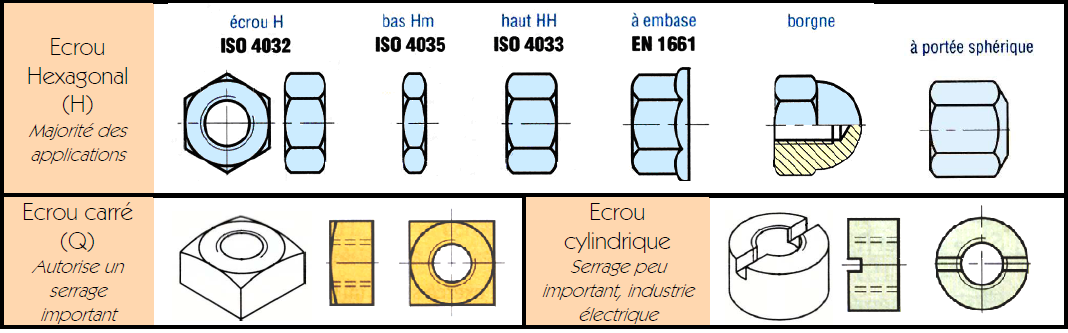 Ecrou
Hexagonal
(H)
Majorité des
applications
écrou H
ISO 4032
bas Hm
ISO 4035
haut HH
ISO 4033
à embase
EN 1661
borgne
à portée sphérique
Ecrou carré
(Q)
Autorise un
serrage
important
Ecrou
cylindrique
Serrage peu
important, industrie
électrique